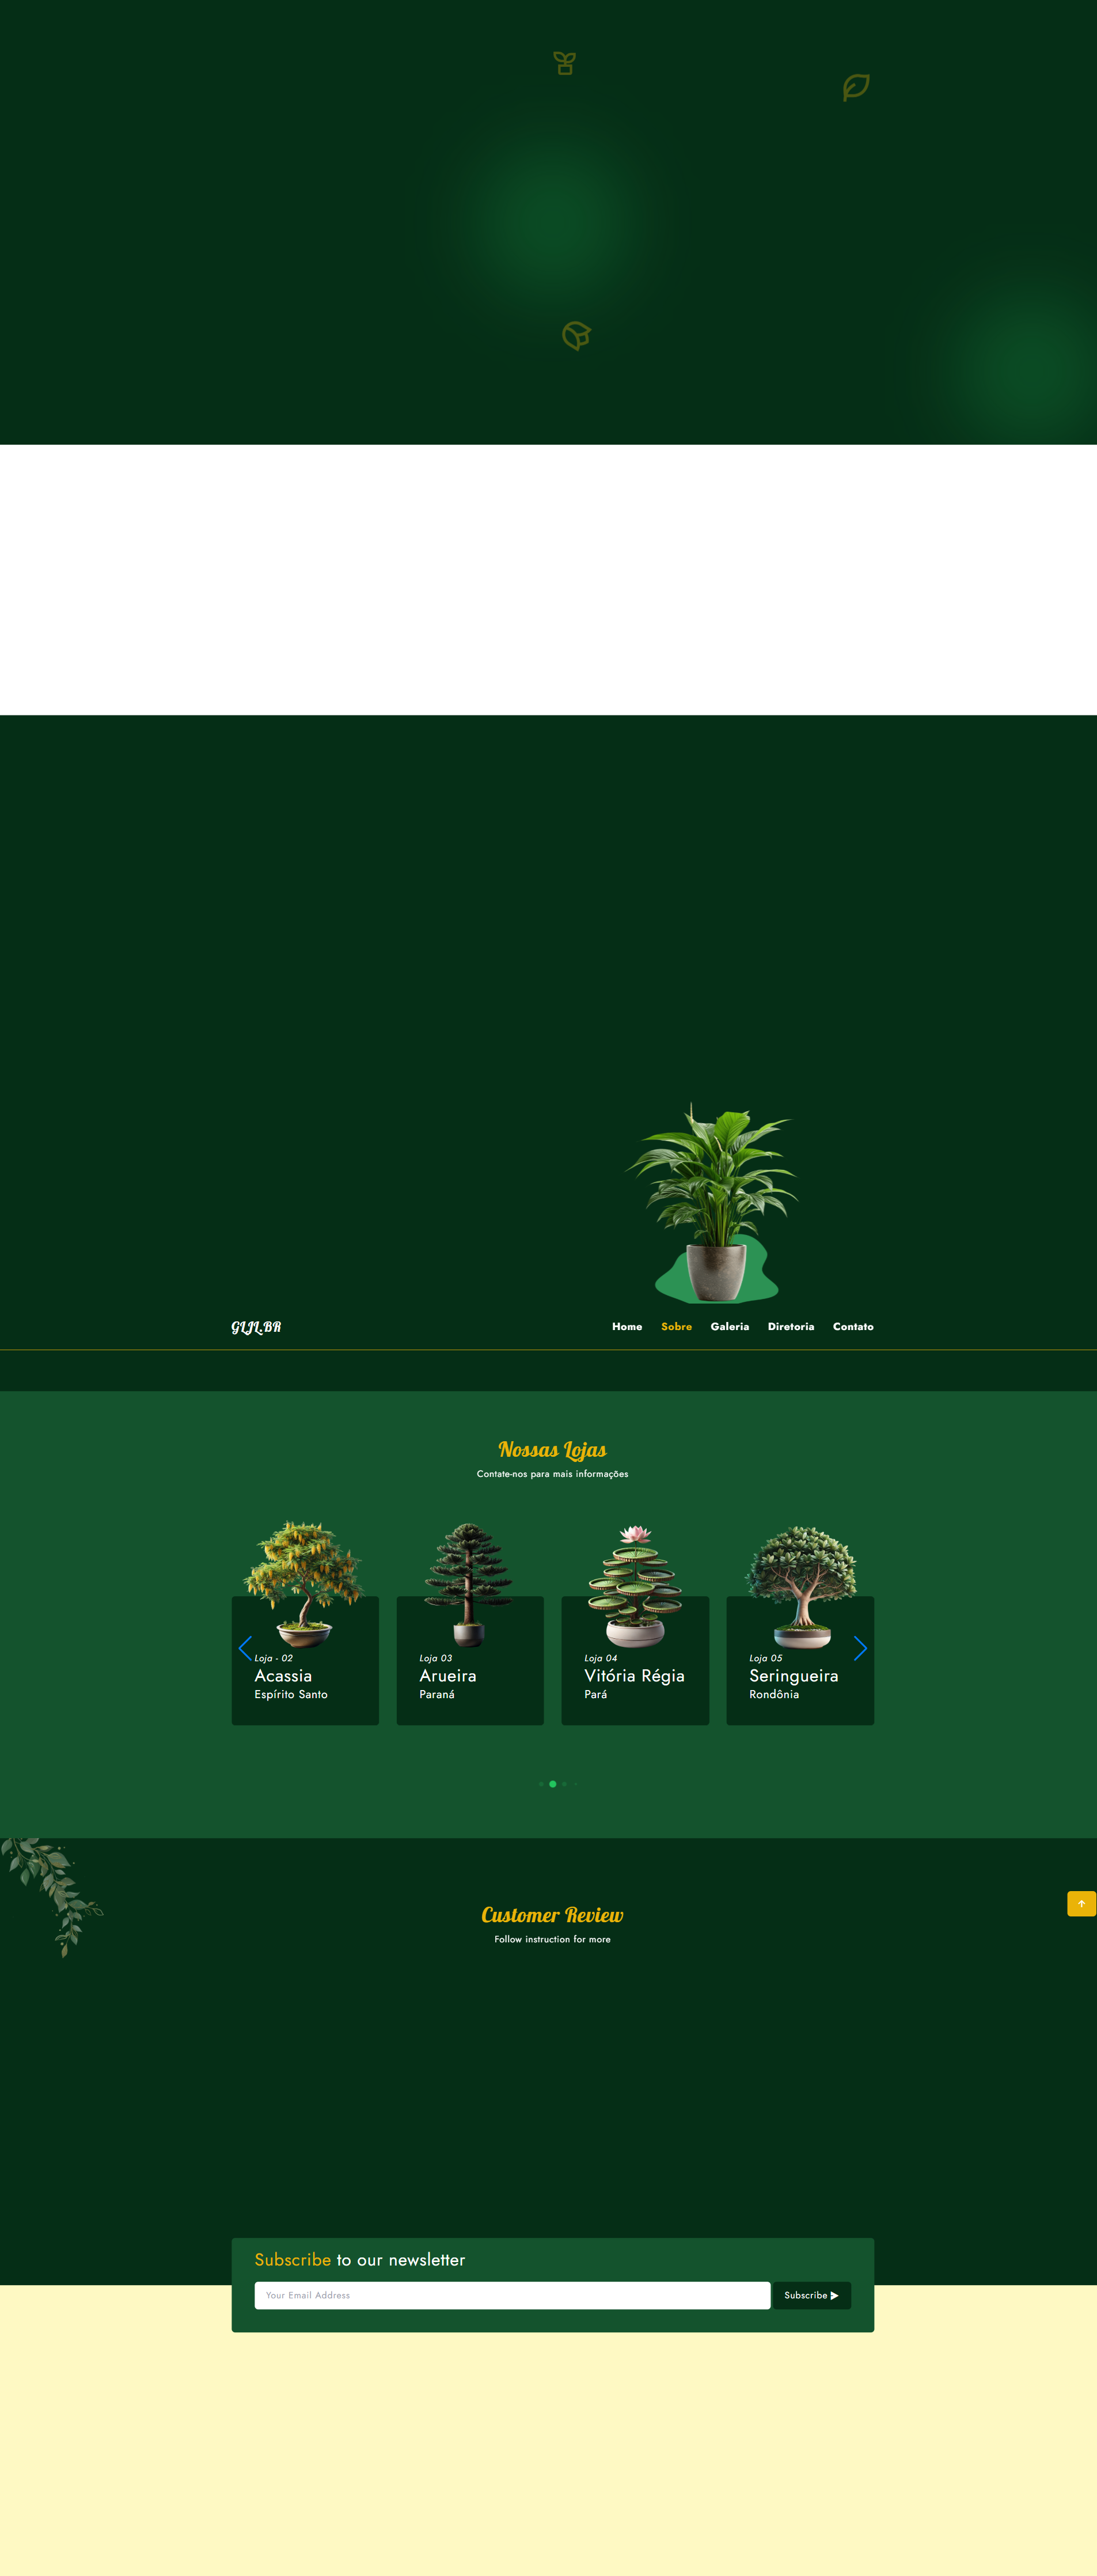 GIJL.BR
Home Sobre Galeria Diretoria Contato
Nossas Lojas
Contate-nos para mais informações
Loja - 02
Acassia
Espírito Santo
Loja 03
Arueira
Paraná
Loja 04
Vitória Régia
Pará
Loja 05
Seringueira
Rondônia
Customer Review
Follow instruction for more
Subscribe to our newsletter
Your Email Address
Subscribe